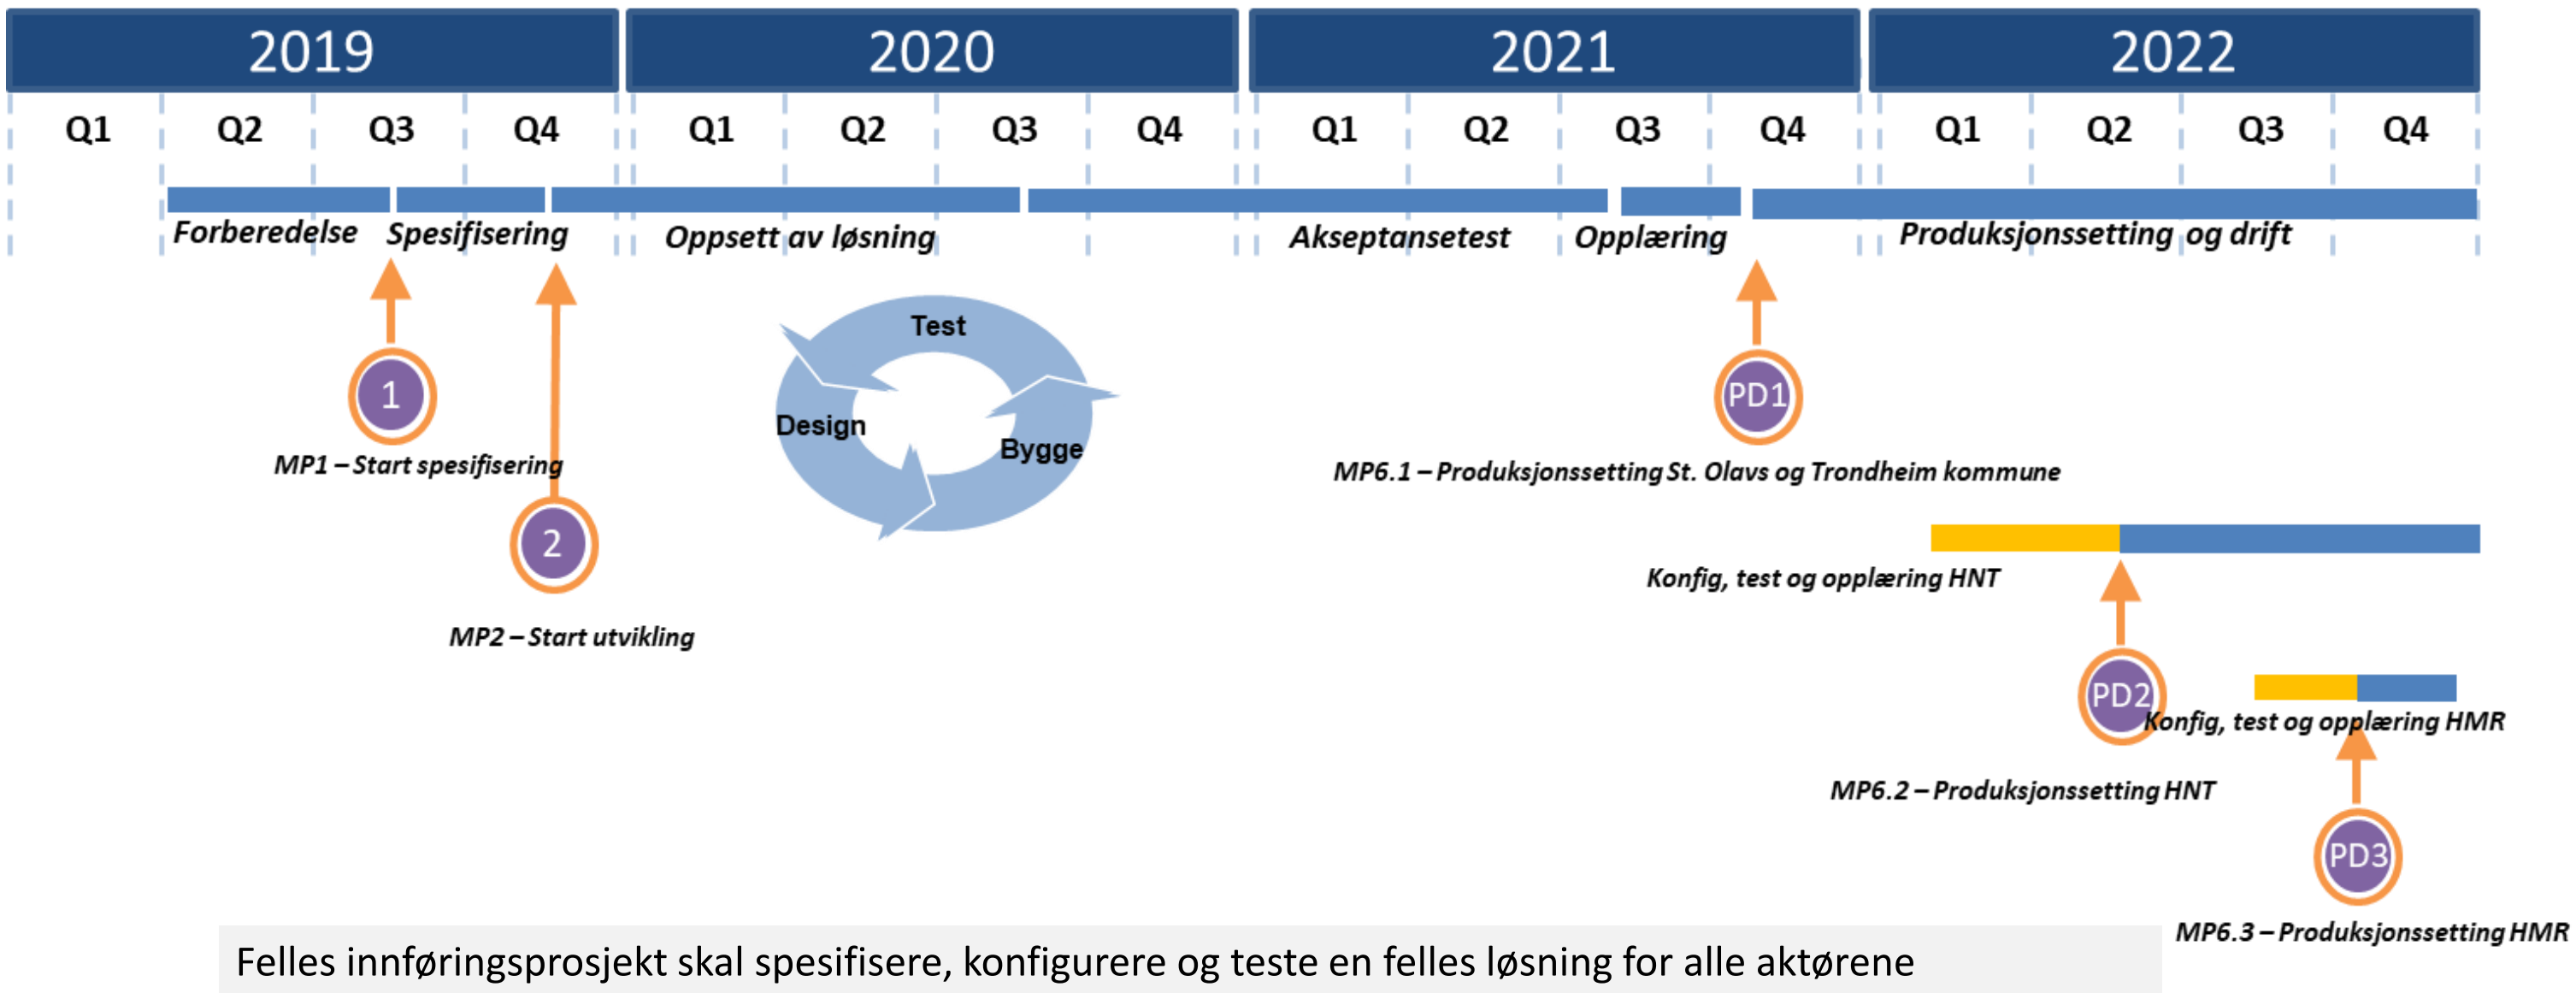 2019 2020 2021 2022
Q1 Q2 Q3 Q4 Q1 Q2 Q3 Q4 Q1 Q2 Q3 Q4 Q1 Q2 Q3 Q4
Forberedelse Spesifisering Oppsett av løsning Akseptansetest Opplæring Produksjonssetting og drift
Test
Design
Bygge
1
MP1 – Start spesifisering
2
MP2 – Start utvikling
PD1
MP6.1 – Produksjonssetting St. Olavs og Trondheim kommune
Konfig, test og opplæring HNT
PD2
Konfig, test og opplæring HMR
MP6.2 – Produksjonssetting HNT
PD3
MP6.3 – Produksjonssetting HMR
Felles innføringsprosjekt skal spesifisere, konfigurere og teste en felles løsning for alle aktørene